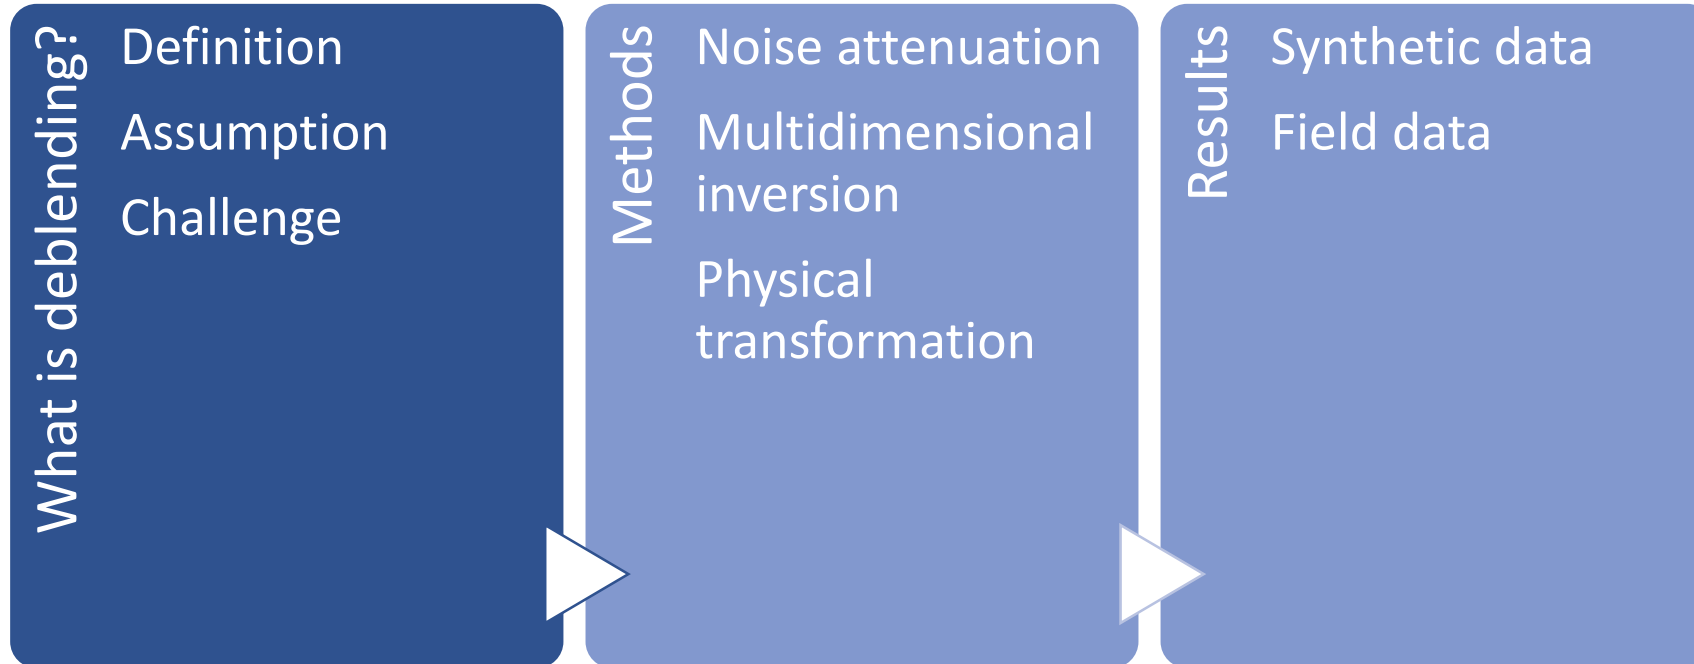 What is deblending?
Definition
Assumption
Challenge
Methods
Noise attenuation
Multidimensional
inversion
Physical
transformation
Results
Synthetic data
Field data